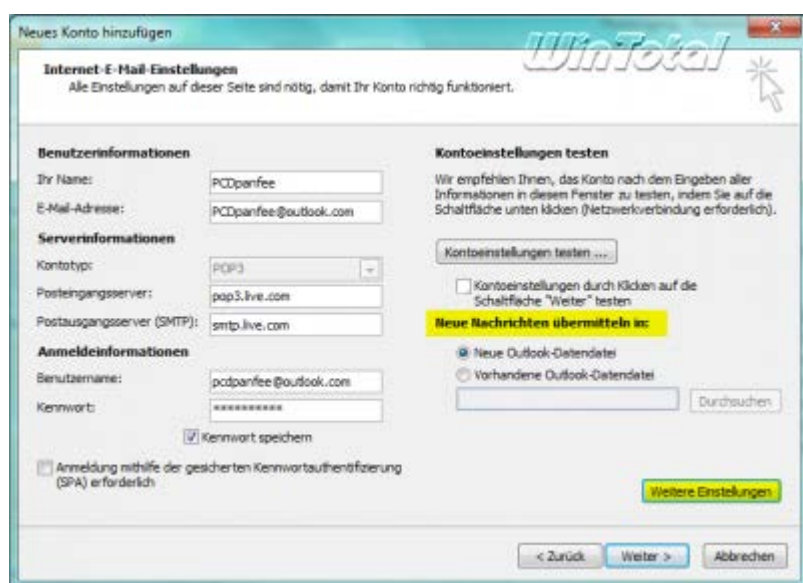 Neues Konto hinzufügen
WinTotal
Internet-E-Mail-Einstellungen
Alle Einstellungen auf dieser Seite sind nötig, damit Ihr Konto richtig funktioniert.
Benutzerinformationen
Ihr Name:
PCDpanfee
E-Mail-Adresse:
PCDpanfee@outlook.com
Serverinformationen
Kontotyp:
POP3
Posteingangsserver:
pop3.live.com
Postausgangsserver (SMTP):
smtp.live.com
Anmeldeinformationen
Benutzername:
pcdpanfee@outlook.com
Kennwort:
**********
Kennwort speichern
Anmeldung mithilfe der gesicherten Kennwortauthentifizierung
(SPA) erforderlich
Kontoeinstellungen testen
Wir empfehlen Ihnen, das Konto nach dem Eingeben aller
Informationen in diesem Fenster zu testen, indem Sie auf die
Schaltfläche unten klicken (Netzwerkverbindung erforderlich).
Kontoeinstellungen testen ...
Kontoeinstellungen durch Klicken auf die
Schaltfläche "Weiter" testen
Neue Nachrichten übermitteln in:
Neue Outlook-Datendatei
Vorhandene Outlook-Datendatei
Durchsuchen
Weitere Einstellungen
< Zurück
Weiter >
Abbrechen